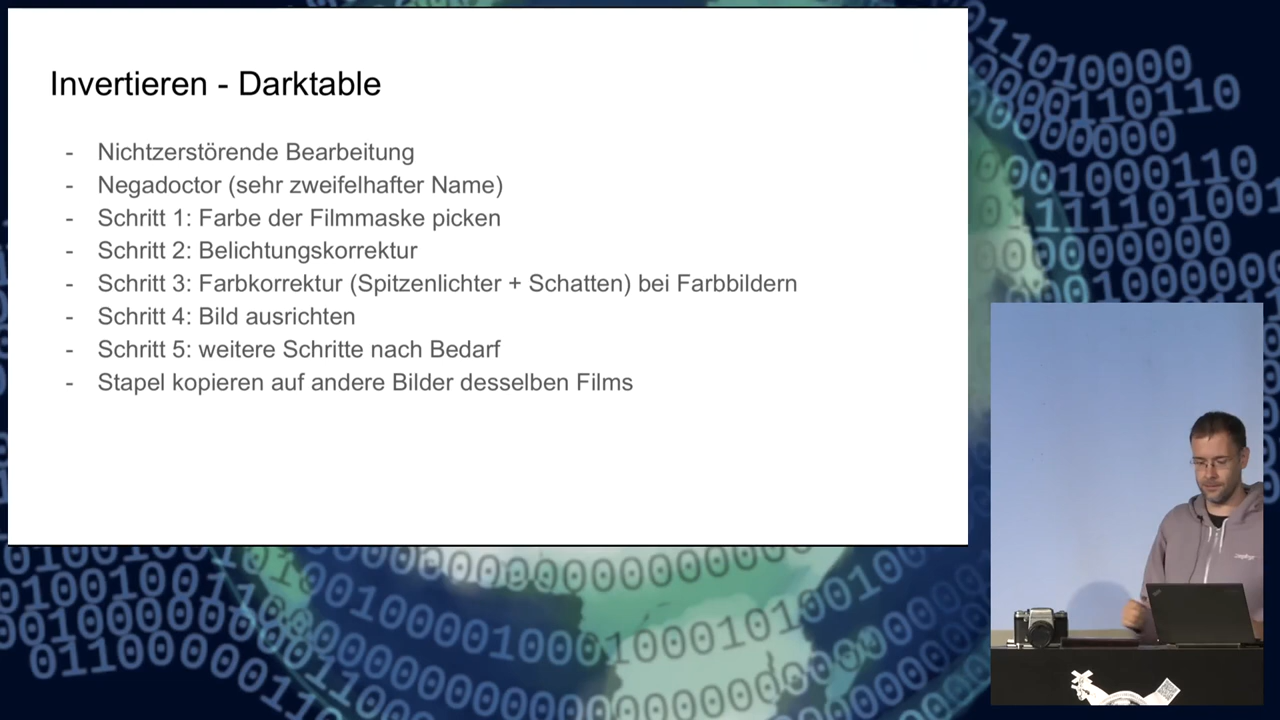 Invertieren - Darktable
- Nichtzerstörende Bearbeitung
- Negadoctor (sehr zweifelhafter Name)
- Schritt 1: Farbe der Filmmaske picken
- Schritt 2: Belichtungskorrektur
- Schritt 3: Farbkorrektur (Spitzenlichter + Schatten) bei Farbbildern
- Schritt 4: Bild ausrichten
- Schritt 5: weitere Schritte nach Bedarf
- Stapel kopieren auf andere Bilder desselben Films